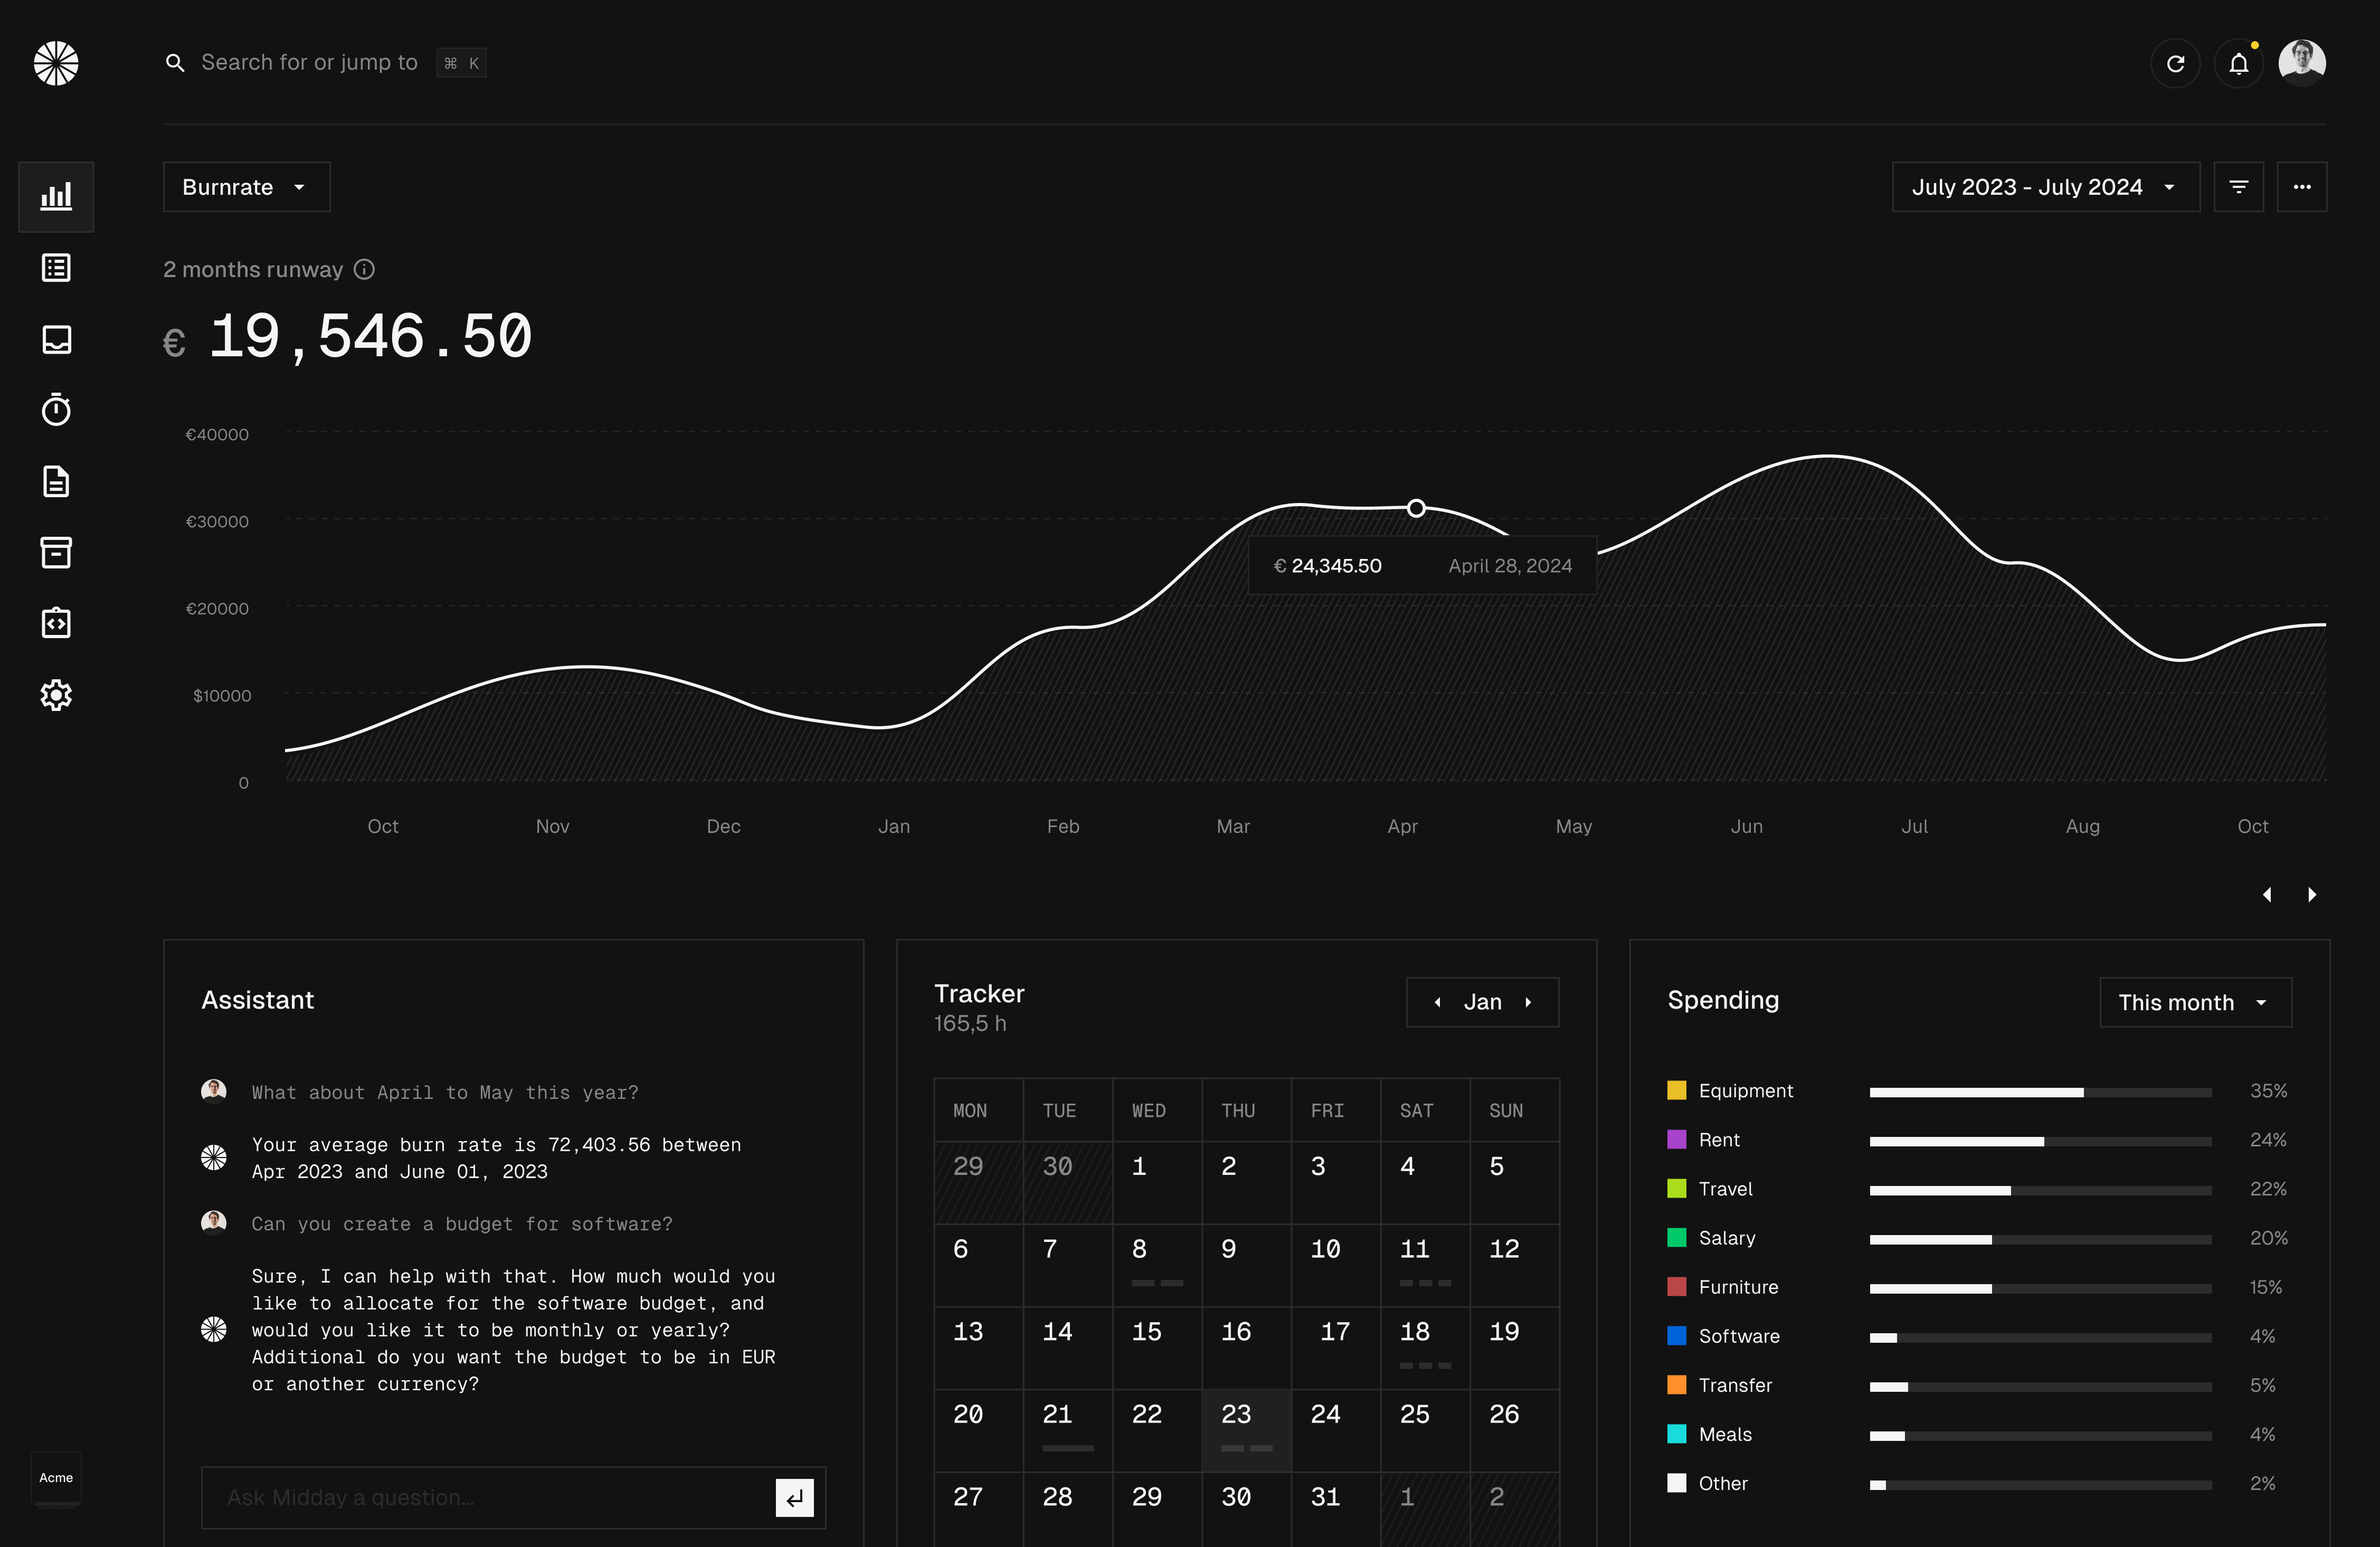 Search for or jump to ⌘ K
Burnrate
July 2023 - July 2024
2 months runway
€ 19,546.50
€40000
€30000
€20000
$10000
0
€ 24,345.50 April 28, 2024
Oct Nov Dec Jan Feb Mar Apr May Jun Jul Aug Oct
Assistant
What about April to May this year?
Your average burn rate is 72,403.56 between
Apr 2023 and June 01, 2023
Can you create a budget for software?
Sure, I can help with that. How much would you
like to allocate for the software budget, and
would you like it to be monthly or yearly?
Additional do you want the budget to be in EUR
or another currency?
Ask Midday a question...
Tracker
165,5 h
Jan
MON TUE WED THU FRI SAT SUN
29 30 1 2 3 4 5
6 7 8 9 10 11 12
13 14 15 16 17 18 19
20 21 22 23 24 25 26
27 28 29 30 31 1 2
Spending
This month
Equipment 35%
Rent 24%
Travel 22%
Salary 20%
Furniture 15%
Software 4%
Transfer 5%
Meals 4%
Other 2%
Acme